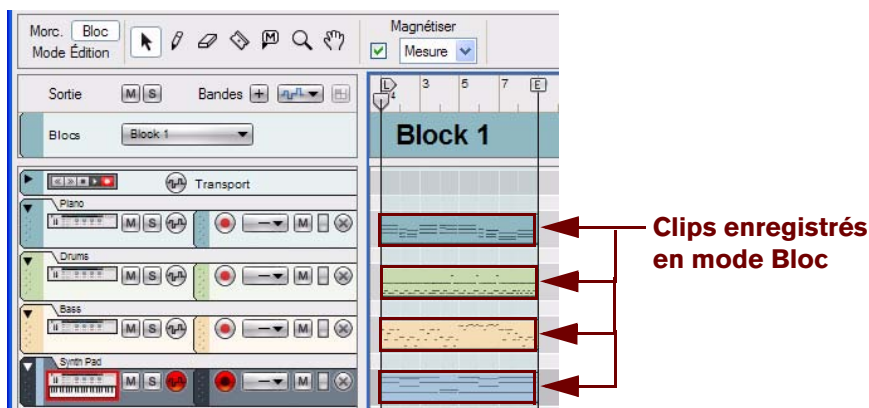 Morc. Bloc
Mode Édition
Magnétiser
Mesure
Sortie M S Bandes +
L 3 5 7 E
4
Blocs Block 1
Block 1
Transport
Piano
M S M
Drums
M S M
Bass
M S M
Synth Pad
M S M
Clips enregistrés
en mode Bloc